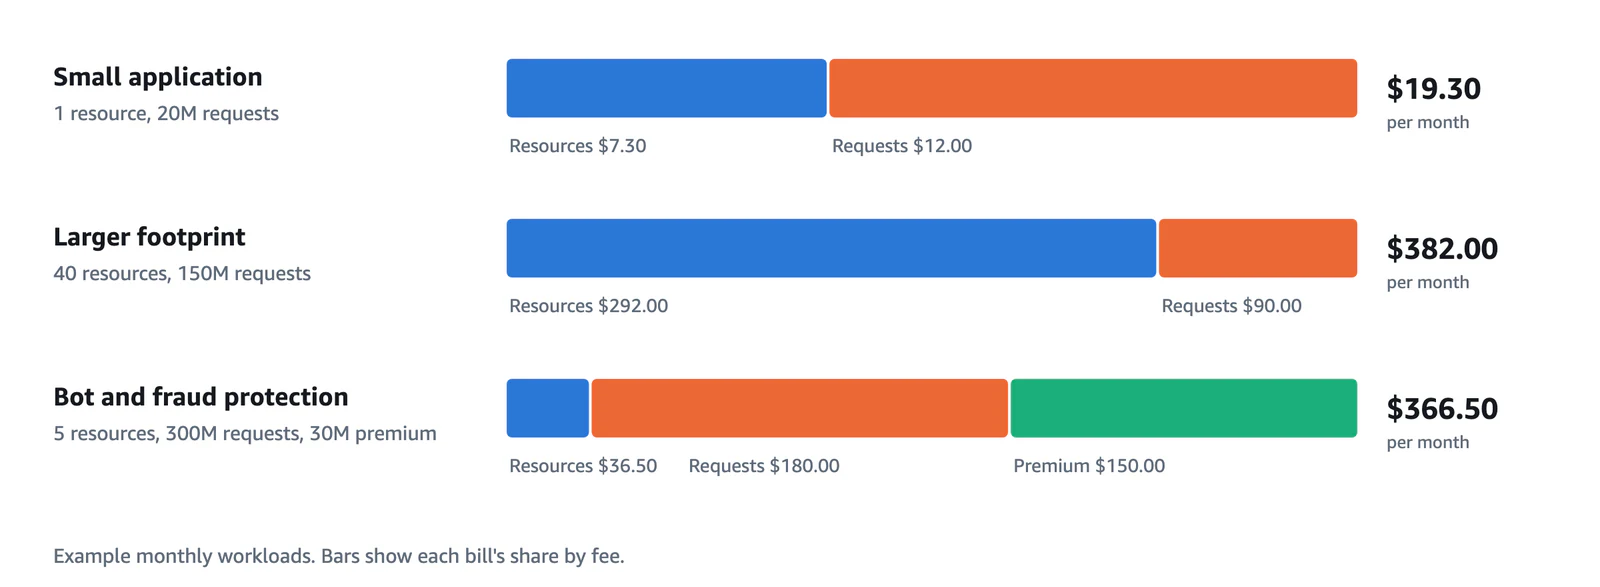 Small application
1 resource, 20M requests
Resources $7.30
Requests $12.00
$19.30
per month
Larger footprint
40 resources, 150M requests
Resources $292.00
Requests $90.00
$382.00
per month
Bot and fraud protection
5 resources, 300M requests, 30M premium
Resources $36.50
Requests $180.00
Premium $150.00
$366.50
per month
Example monthly workloads. Bars show each bill's share by fee.